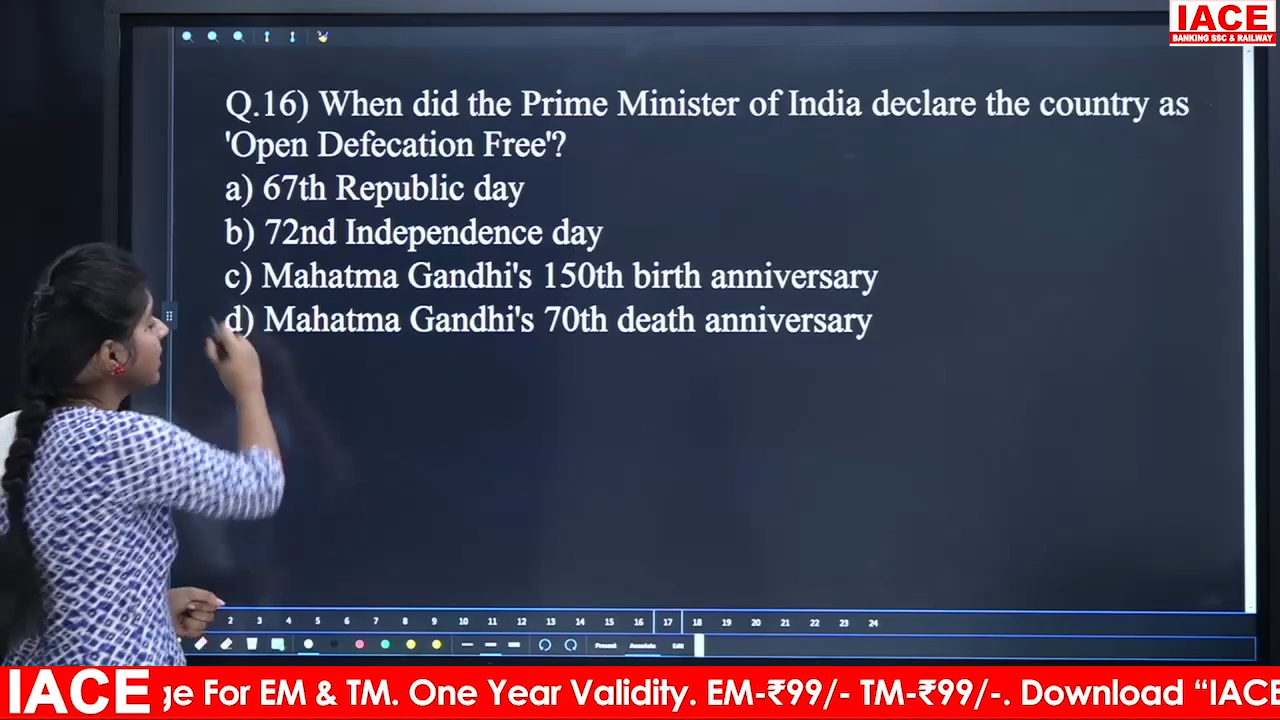 IACE
BANKING SSC & RAILWAY
Q.16) When did the Prime Minister of India declare the country as
'Open Defecation Free'?
a) 67th Republic day
b) 72nd Independence day
c) Mahatma Gandhi's 150th birth anniversary
d) Mahatma Gandhi's 70th death anniversary
2 3 4 5 6 7 8 9 10 11 12 13 14 15 16 17 18 19 20 21 22 23 24
Present Annotate Edit
IACE ge For EM & TM. One Year Validity. EM-₹99/- TM-₹99/-. Download “IACE